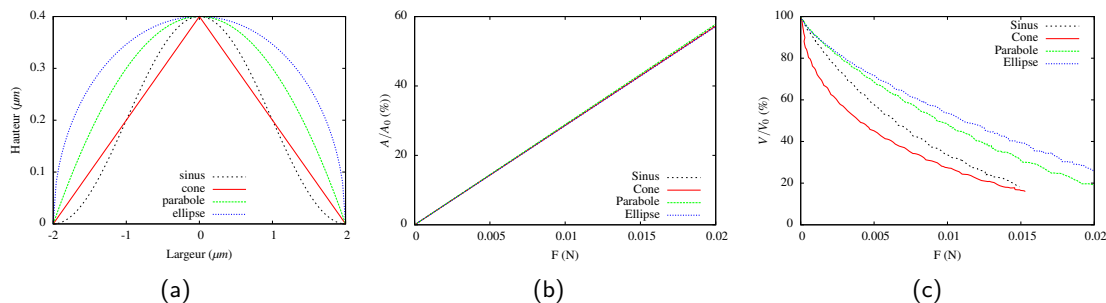 0.4
0.3
0.2
0.1
0
Hauteur (μm)
sinus
cone
parabole
ellipse
-2
-1
0
1
2
Largeur (μm)
(a)
60
40
20
0
A/A0 (%))
Sinus
Cone
Parabole
Ellipse
0
0.005
0.01
0.015
0.02
F (N)
(b)
100
80
60
40
20
0
V/V0 (%)
Sinus
Cone
Parabole
Ellipse
0
0.005
0.01
0.015
0.02
F (N)
(c)